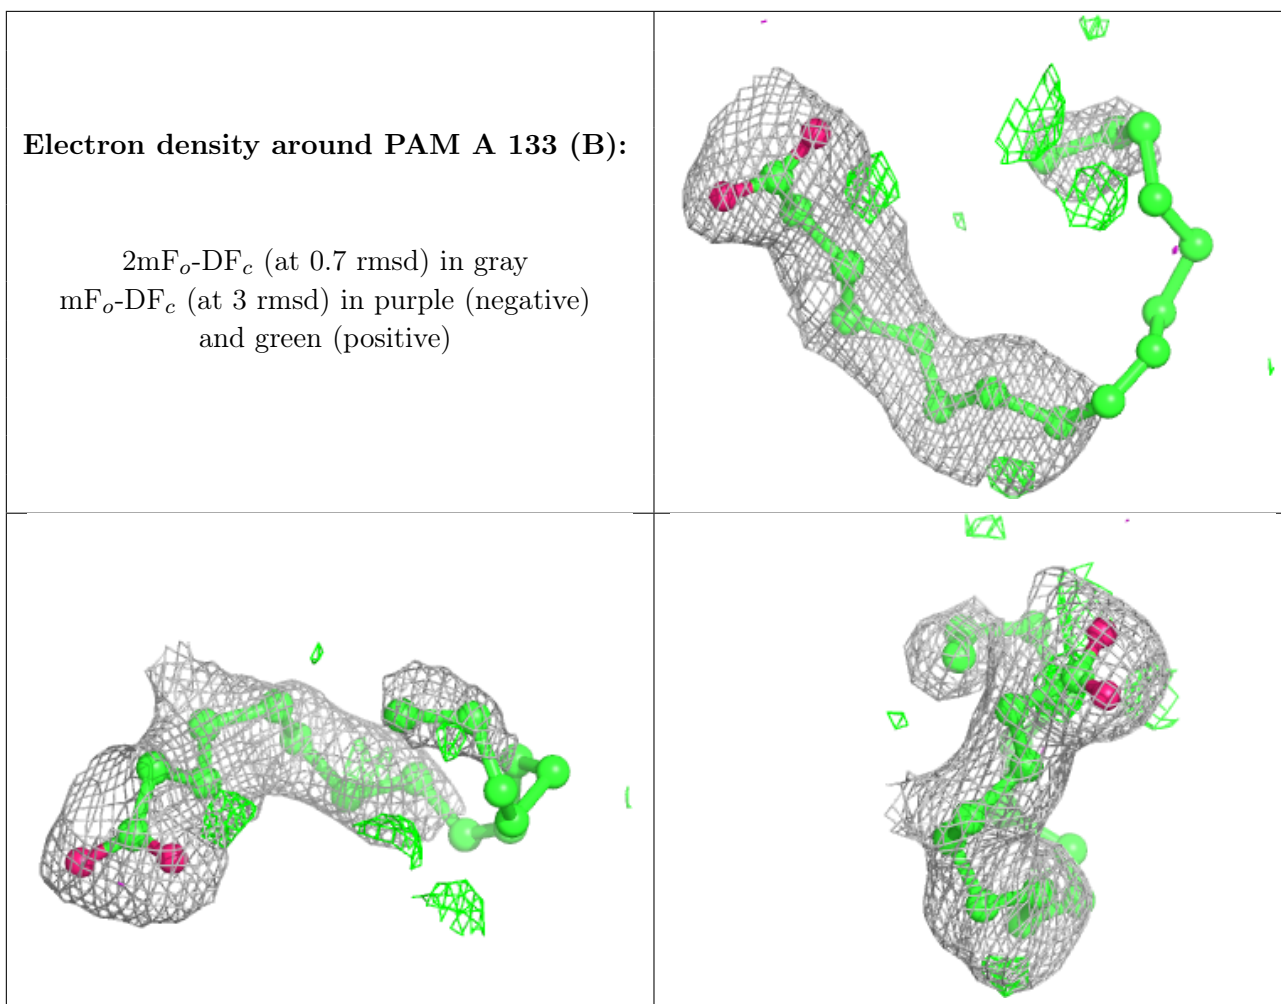 Electron density around PAM A 133 (B):
2mFo-DFc (at 0.7 rmsd) in gray
mFo-DFc (at 3 rmsd) in purple (negative)
and green (positive)